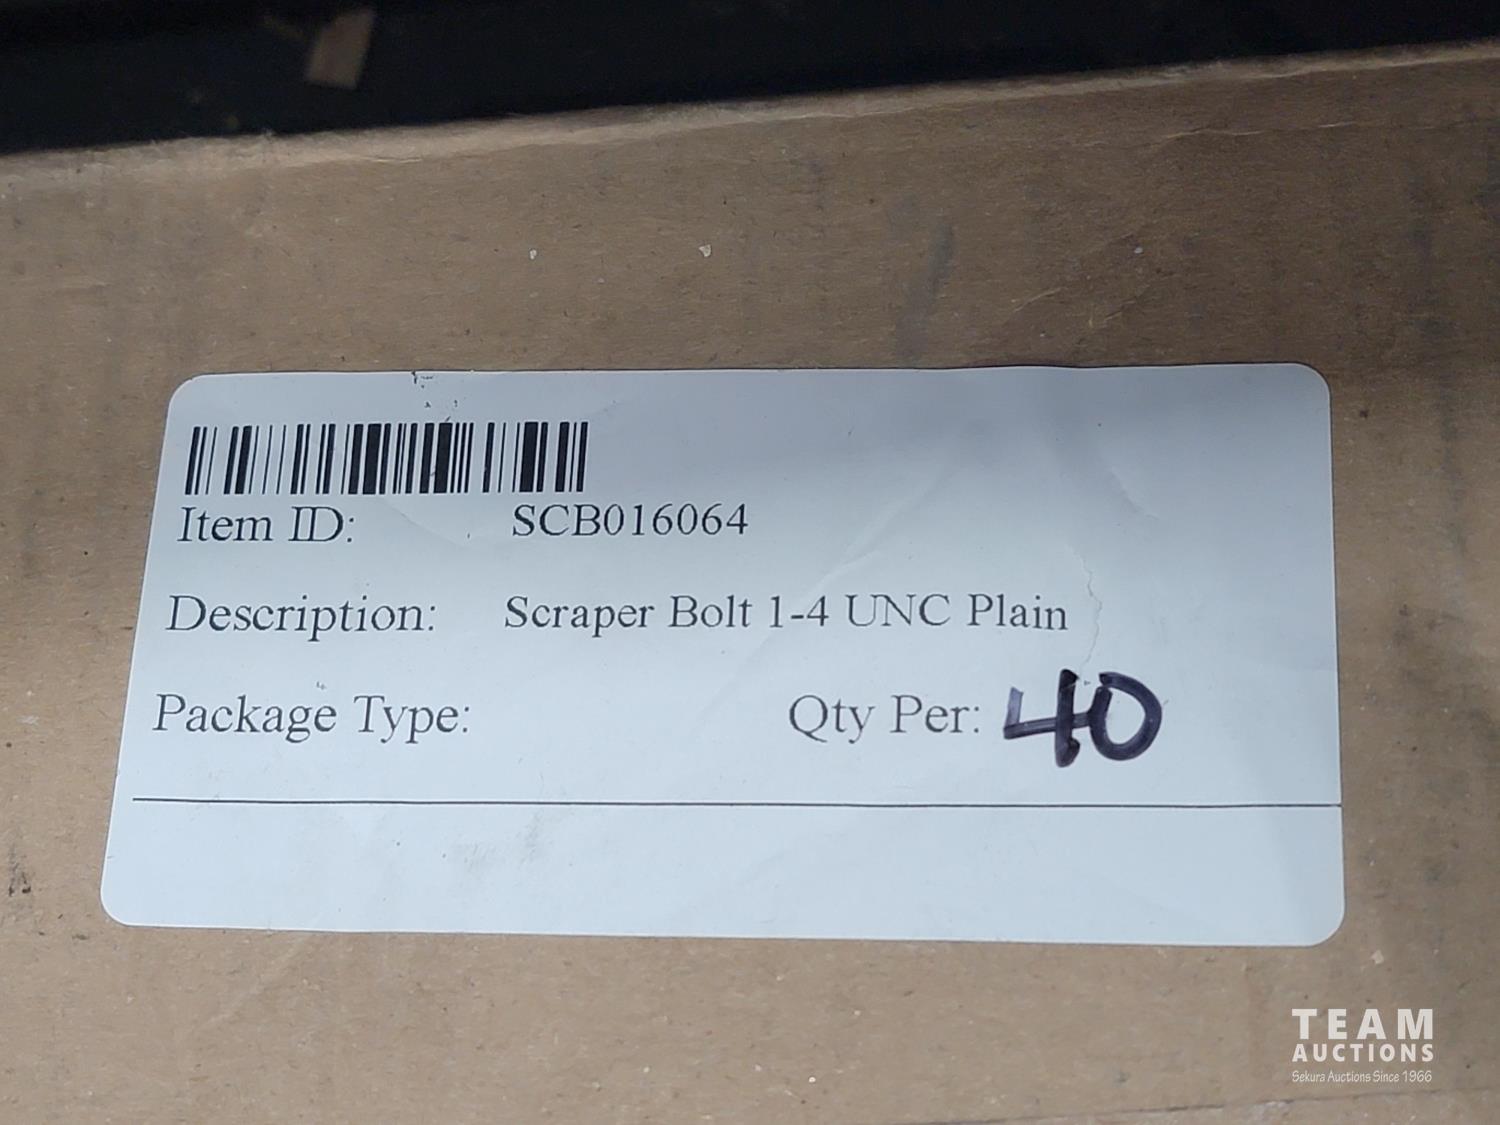 Item ID: SCB016064
Description: Scraper Bolt 1-4 UNC Plain
Package Type: Qty Per: 40
TEAM
AUCTIONS
Sekura Auctions Since 1966